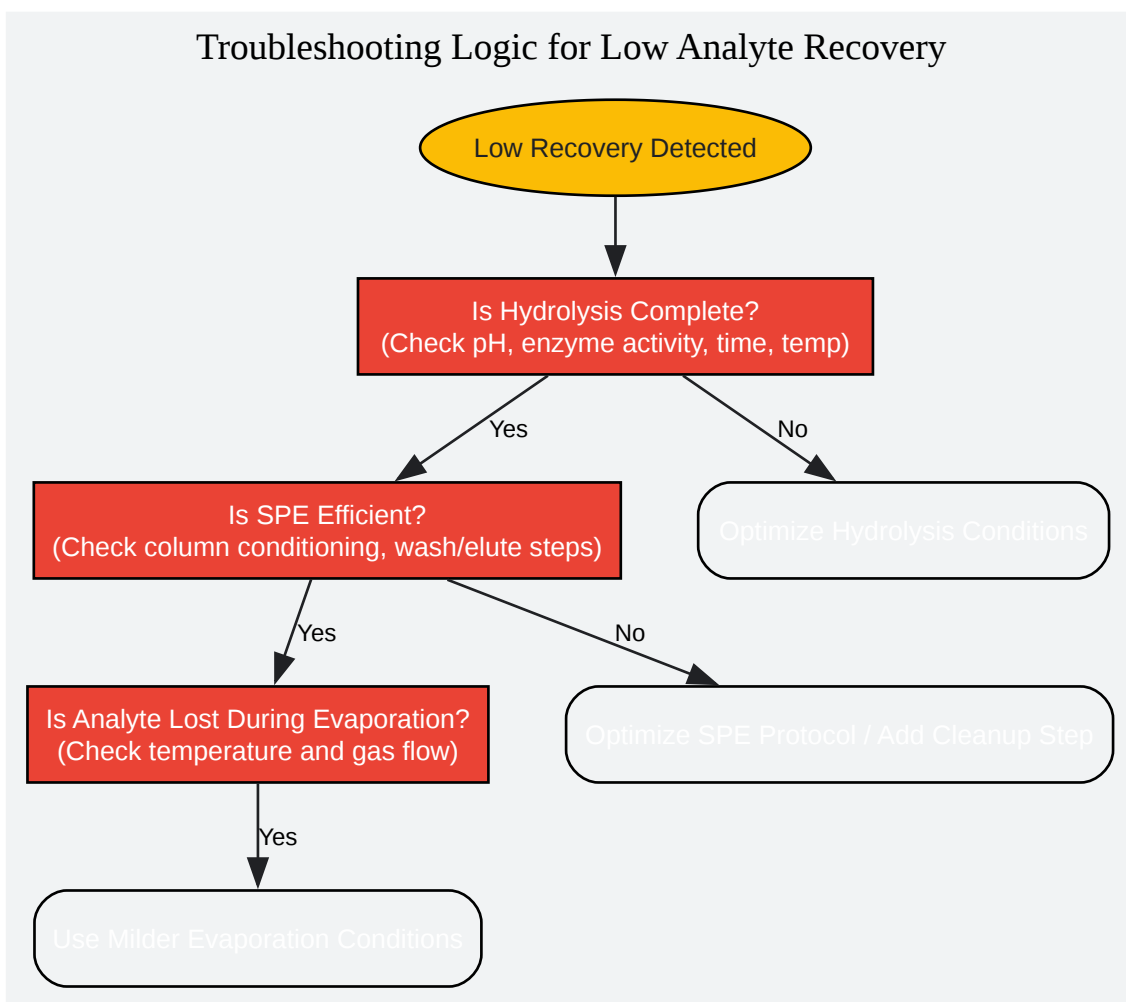 Troubleshooting Logic for Low Analyte Recovery
Low Recovery Detected
Is Hydrolysis Complete?
(Check pH, enzyme activity, time, temp)
Yes
No
Is SPE Efficient?
(Check column conditioning, wash/elute steps)
Optimize Hydrolysis Conditions
Yes
No
Is Analyte Lost During Evaporation?
(Check temperature and gas flow)
Optimize SPE Protocol / Add Cleanup Step
Yes
Use Milder Evaporation Conditions